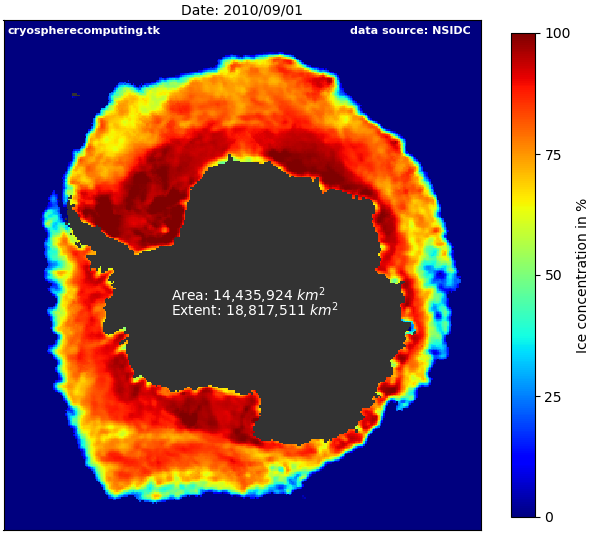 Date: 2010/09/01
cryospherecomputing.tk
data source: NSIDC
Area: 14,435,924 km²
Extent: 18,817,511 km²
100
75
50
25
0
Ice concentration in %